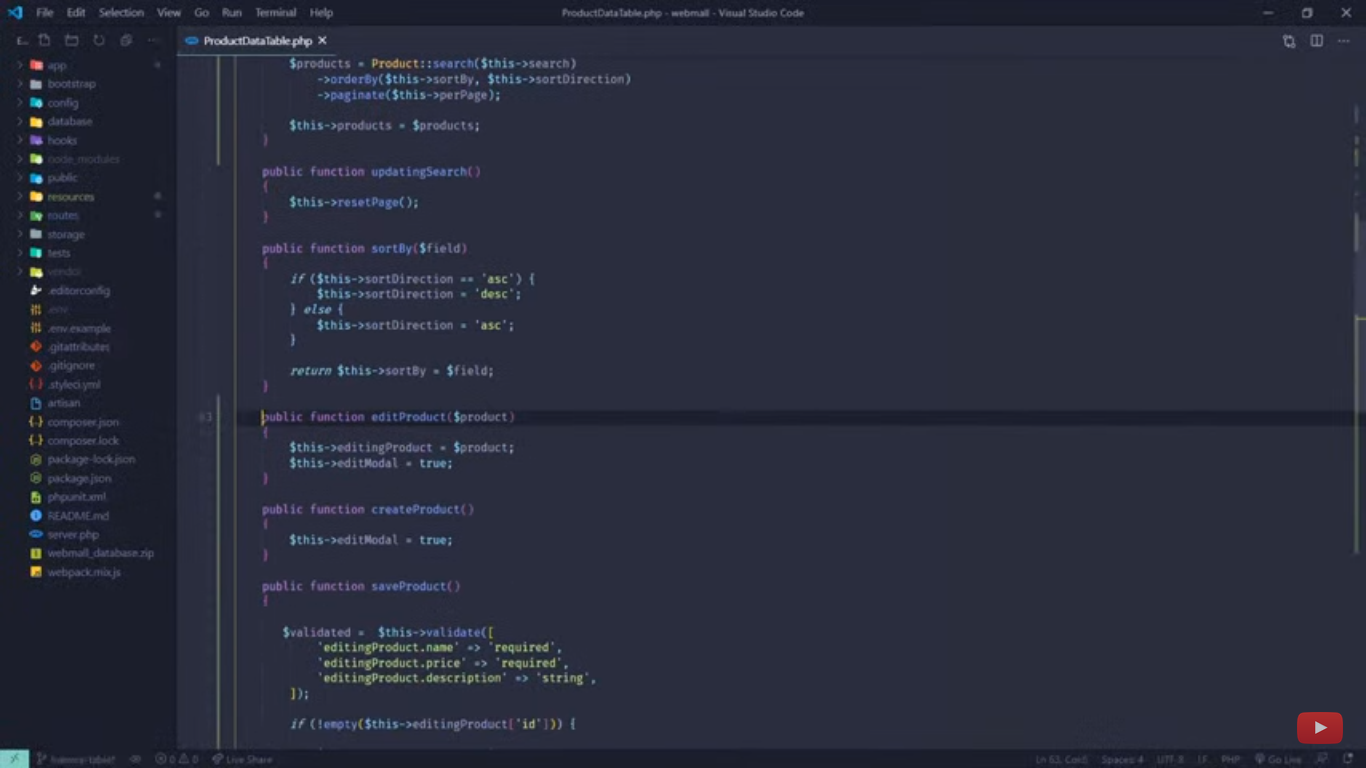 File Edit Selection View Go Run Terminal Help
ProductDataTable.php - webmall - Visual Studio Code
E...
ProductDataTable.php
app
bootstrap
config
database
hooks
node_modules
public
resources
routes
storage
tests
vendor
.editorconfig
.env
.env.example
.gitattributes
.gitignore
.styleci.yml
artisan
composer.json
composer.lock
package-lock.json
package.json
phpunit.xml
README.md
server.php
webmall_database.zip
webpack.mix.js
$products = Product::search($this->search)
->orderBy($this->sortBy, $this->sortDirection)
->paginate($this->perPage);
$this->products = $products;
}
public function updatingSearch()
{
$this->resetPage();
}
public function sortBy($field)
{
if ($this->sortDirection == 'asc') {
$this->sortDirection = 'desc';
} else {
$this->sortDirection = 'asc';
}
return $this->sortBy = $field;
}
63 public function editProduct($product)
{
$this->editingProduct = $product;
$this->editModal = true;
}
public function createProduct()
{
$this->editModal = true;
}
public function saveProduct()
{
$validated = $this->validate([
'editingProduct.name' => 'required',
'editingProduct.price' => 'required',
'editingProduct.description' => 'string',
]);
if (!empty($this->editingProduct['id'])) {
0 0 Live Share
Ln 63, Col 5 Spaces: 4 UTF-8 LF PHP Go Live